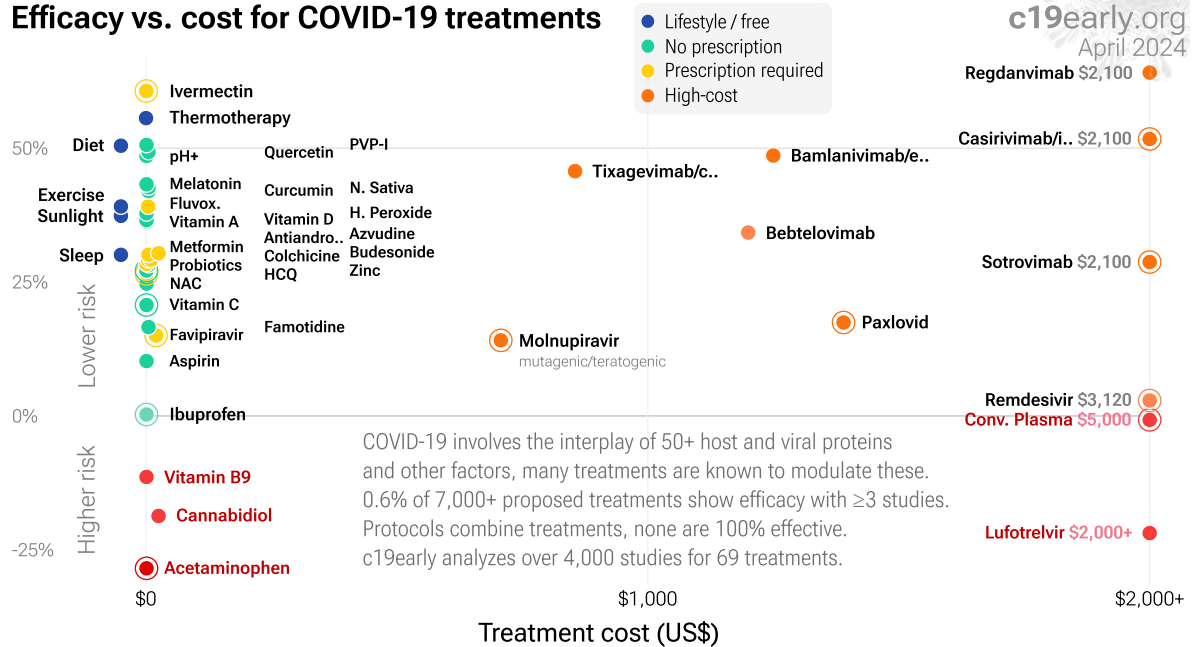 Efficacy vs. cost for COVID-19 treatments
Lifestyle / free
No prescription
Prescription required
High-cost
c19early.org
April 2024
Regdanvimab $2,100
Ivermectin
Thermotherapy
Casirivimab/i.. $2,100
Diet
50%
pH+
Quercetin
PVP-I
Bamlanivimab/e..
Tixagevimab/c..
Melatonin
Curcumin
N. Sativa
Exercise
Fluvox.
Sunlight
Vitamin A
Vitamin D
H. Peroxide
Antiandro..
Azvudine
Bebtelovimab
Sleep
Metformin
Colchicine
Budesonide
Probiotics
HCQ
Zinc
Sotrovimab $2,100
25%
NAC
Lower risk
Vitamin C
Favipiravir
Famotidine
Paxlovid
Molnupiravir
mutagenic/teratogenic
Aspirin
Remdesivir $3,120
0%
Ibuprofen
Conv. Plasma $5,000
Higher risk
COVID-19 involves the interplay of 50+ host and viral proteins
and other factors, many treatments are known to modulate these.
0.6% of 7,000+ proposed treatments show efficacy with ≥3 studies.
Protocols combine treatments, none are 100% effective.
c19early analyzes over 4,000 studies for 69 treatments.
Vitamin B9
Cannabidiol
Lufotrelvir $2,000+
-25%
Acetaminophen
$0
$1,000
$2,000+
Treatment cost (US$)